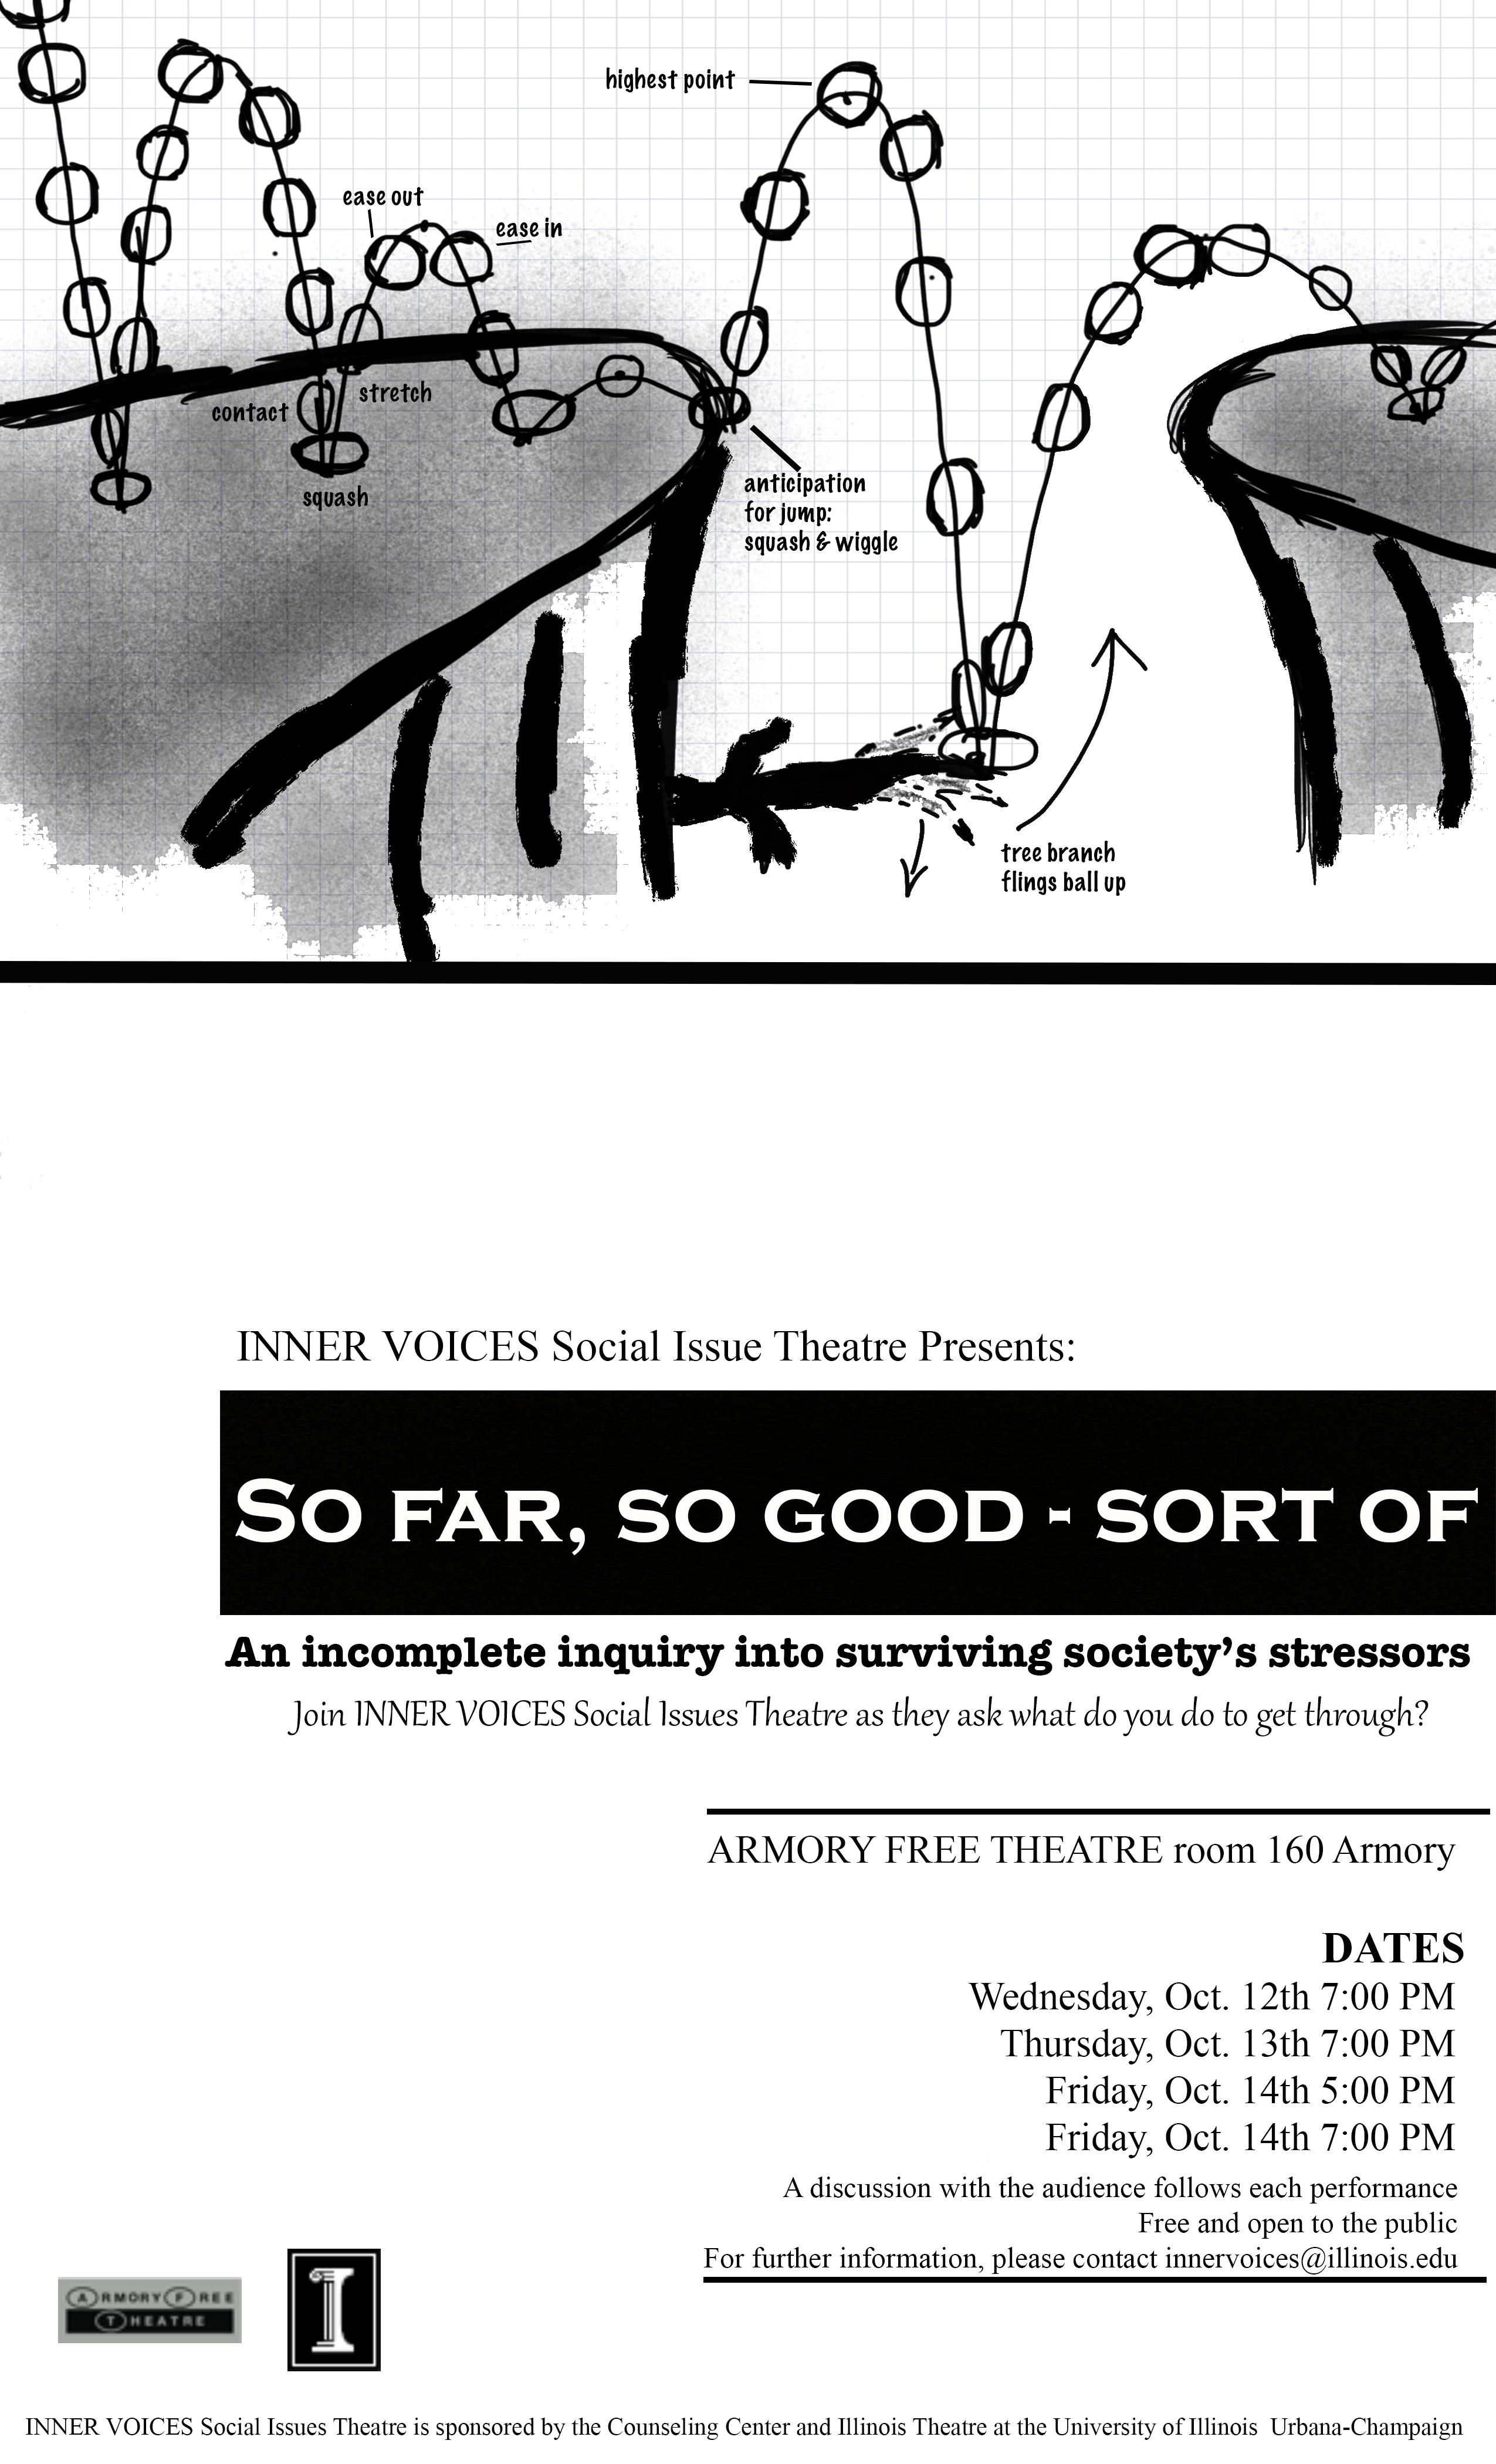 highest point
ease out
ease in
stretch
contact
squash
anticipation
for jump:
squash & wiggle
tree branch
flings ball up
INNER VOICES Social Issue Theatre Presents:
SO FAR, SO GOOD - SORT OF
An incomplete inquiry into surviving society's stressors
Join INNER VOICES Social Issues Theatre as they ask what do you do to get through?
ARMORY FREE THEATRE room 160 Armory
DATES
Wednesday, Oct. 12th 7:00 PM
Thursday, Oct. 13th 7:00 PM
Friday, Oct. 14th 5:00 PM
Friday, Oct. 14th 7:00 PM
A discussion with the audience follows each performance
Free and open to the public
For further information, please contact innervoices@illinois.edu
ARMORY FREE
THEATRE
I
INNER VOICES Social Issues Theatre is sponsored by the Counseling Center and Illinois Theatre at the University of Illinois  Urbana-Champaign